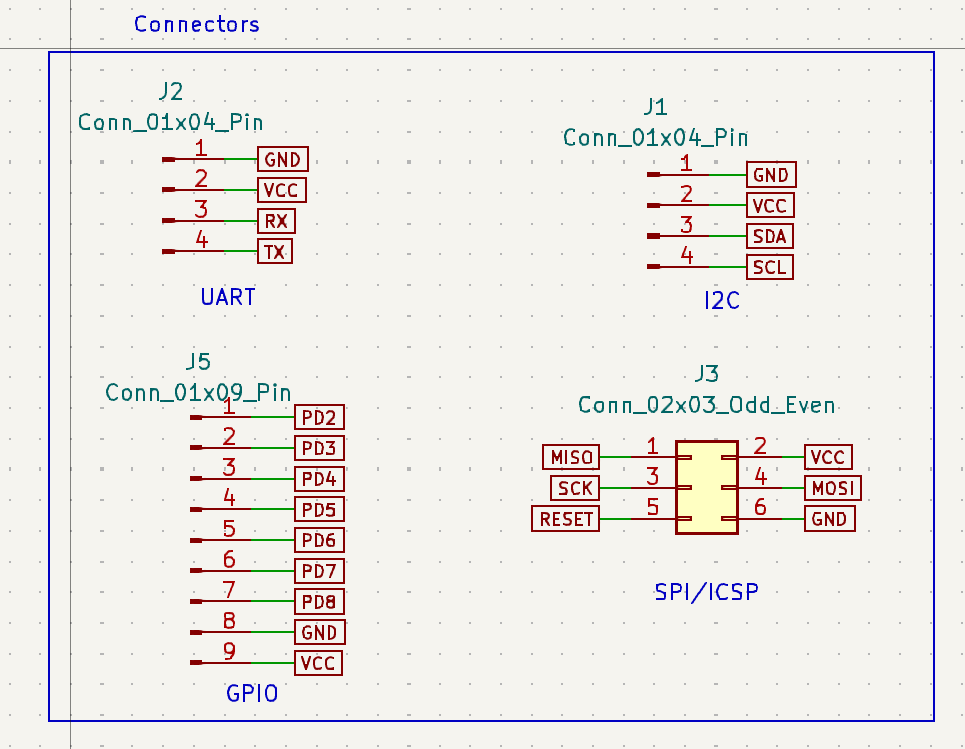 Connectors
J2
Conn_01x04_Pin
1 GND
2 VCC
3 RX
4 TX
UART
J1
Conn_01x04_Pin
1 GND
2 VCC
3 SDA
4 SCL
I2C
J5
Conn_01x09_Pin
1 PD2
2 PD3
3 PD4
4 PD5
5 PD6
6 PD7
7 PD8
8 GND
9 VCC
GPIO
J3
Conn_02x03_Odd_Even
MISO 1 2 VCC
SCK 3 4 MOSI
RESET 5 6 GND
SPI/ICSP